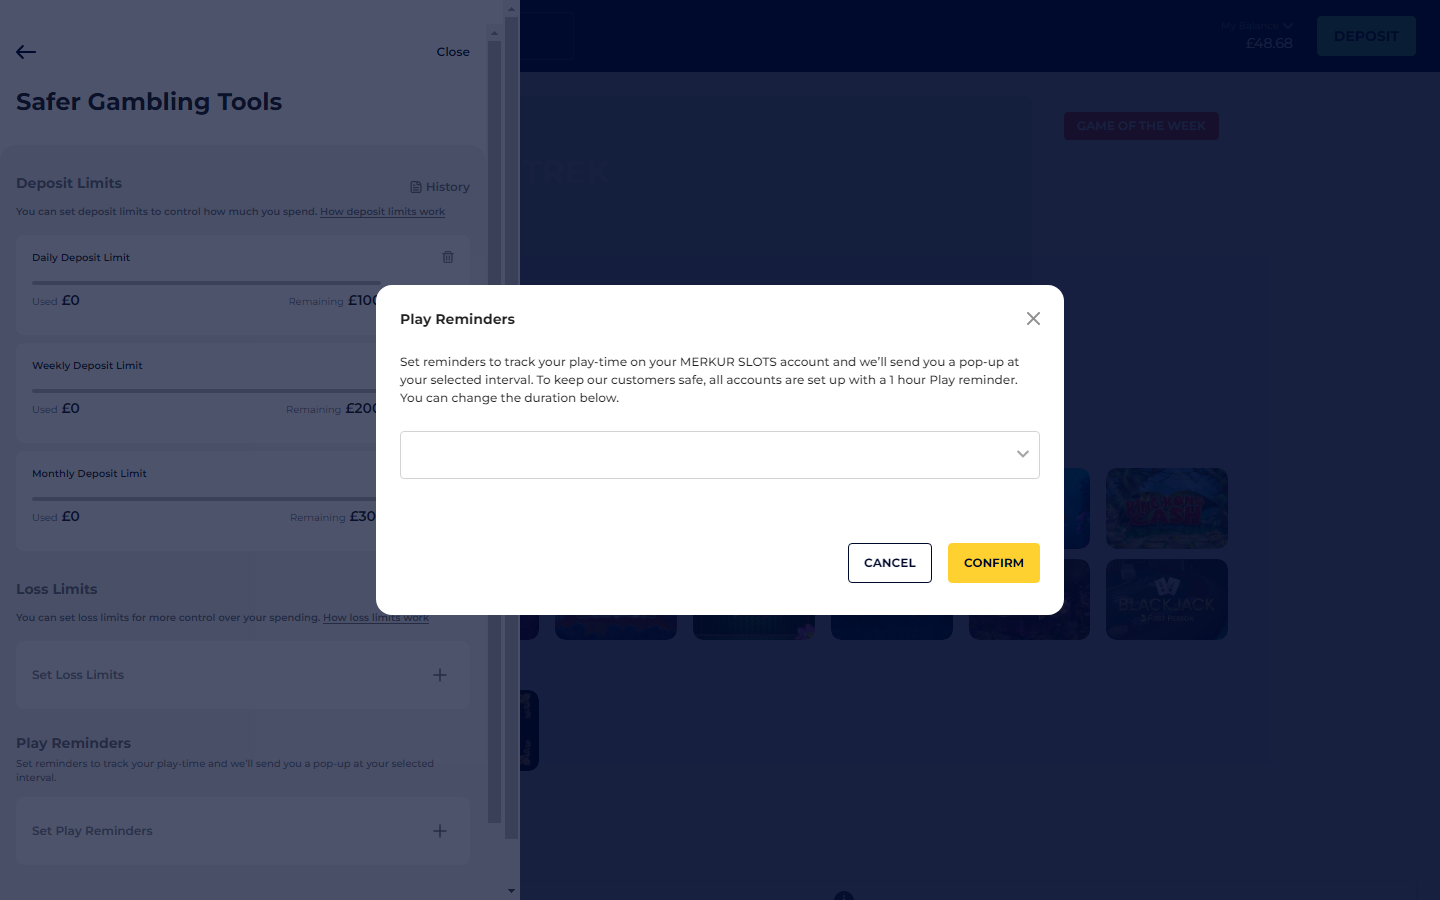 Close
Safer Gambling Tools
Deposit Limits
History
You can set deposit limits to control how much you spend. How deposit limits work
Daily Deposit Limit
Used £0
Remaining £100
Weekly Deposit Limit
Used £0
Remaining £200
Monthly Deposit Limit
Used £0
Remaining £30
Loss Limits
You can set loss limits for more control over your spending. How loss limits work
Set Loss Limits
Play Reminders
Set reminders to track your play-time and we'll send you a pop-up at your selected
interval.
Set Play Reminders
My Balance
£48.68
DEPOSIT
GAME OF THE WEEK
TREK
Play Reminders
Set reminders to track your play-time on your MERKUR SLOTS account and we'll send you a pop-up at
your selected interval. To keep our customers safe, all accounts are set up with a 1 hour Play reminder.
You can change the duration below.
CANCEL
CONFIRM
BLACKJACK